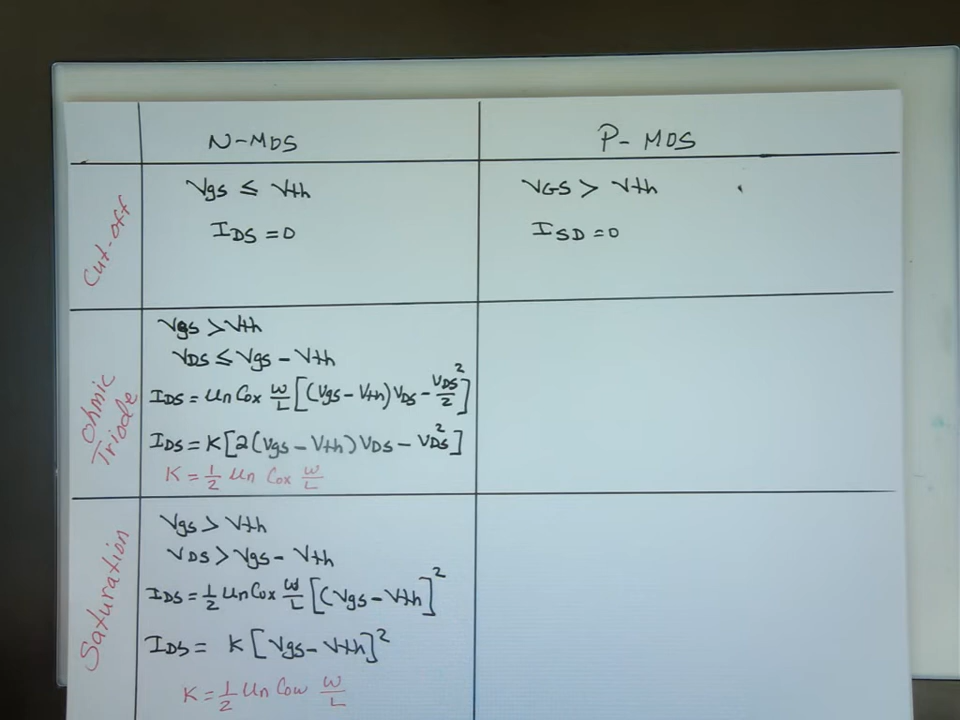 N-MOS
P-MOS
Cut-off
Vgs ≤ Vth
IDS = 0
VGS > Vth
ISD = 0
Ohmic
Triode
Vgs > Vth
VDS ≤ Vgs - Vth
IDS = un Cox W/L [(Vgs - Vth) VDS - VDS²/2]
IDS = K[2(Vgs - Vth) VDS - VDS²]
K = 1/2 un Cox W/L
Saturation
Vgs > Vth
VDS > Vgs - Vth
IDS = 1/2 un Cox W/L [(Vgs - Vth]²
IDS = K [Vgs - Vth]²
K = 1/2 un Cow W/L